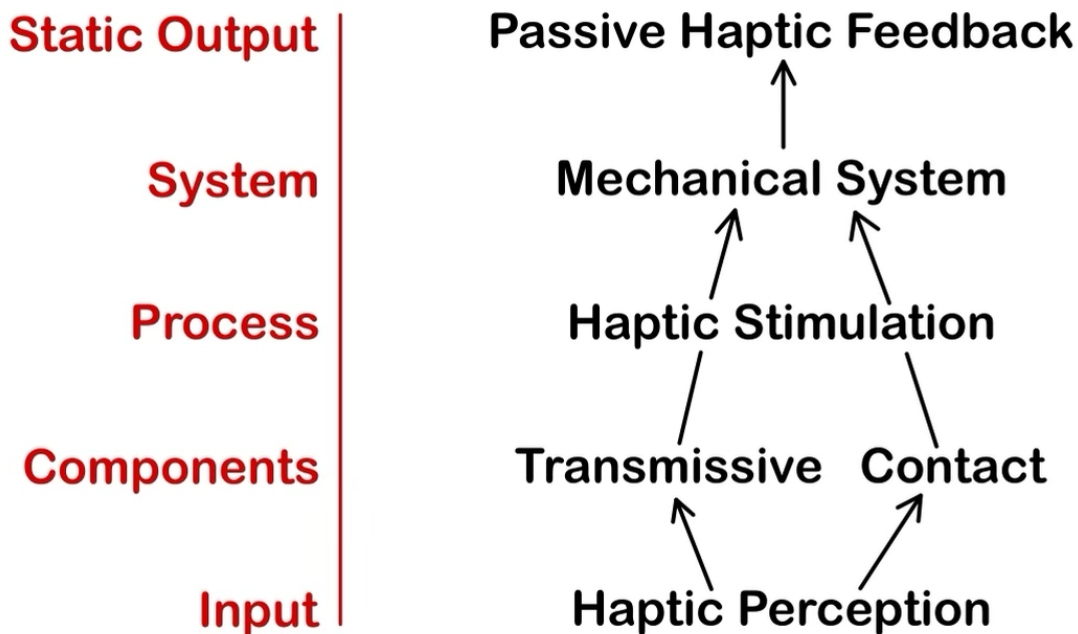 Static Output
Passive Haptic Feedback
System
Mechanical System
Process
Haptic Stimulation
Components
Transmissive Contact
Input
Haptic Perception